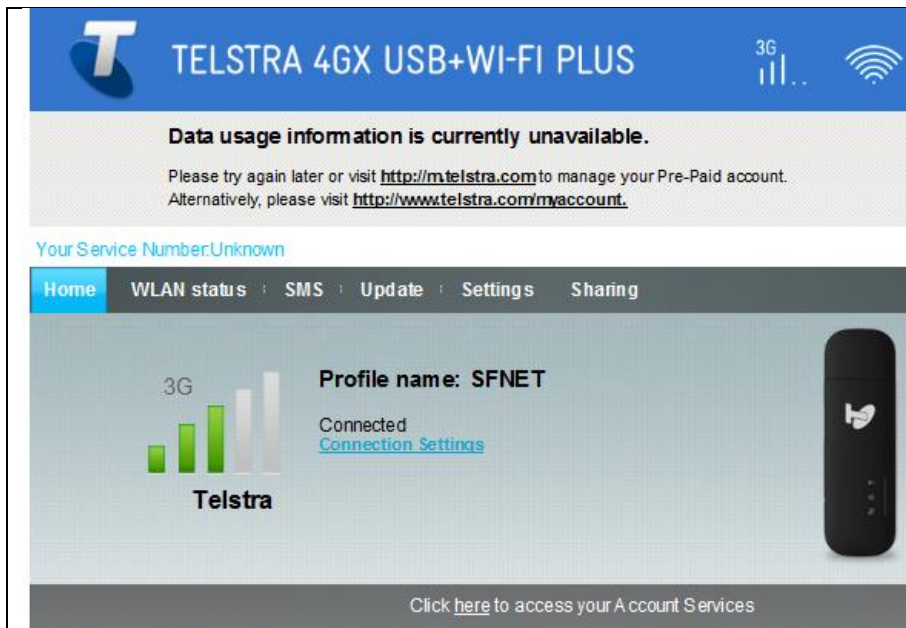 T TELSTRA 4GX USB+WI-FI PLUS 3G
Data usage information is currently unavailable.
Please try again later or visit http://m.telstra.com to manage your Pre-Paid account.
Alternatively, please visit http://www.telstra.com/myaccount.
Your Service Number:Unknown
Home WLAN status SMS Update Settings Sharing
3G
Profile name: SFNET
Connected
Connection Settings
Telstra
Click here to access your Account Services